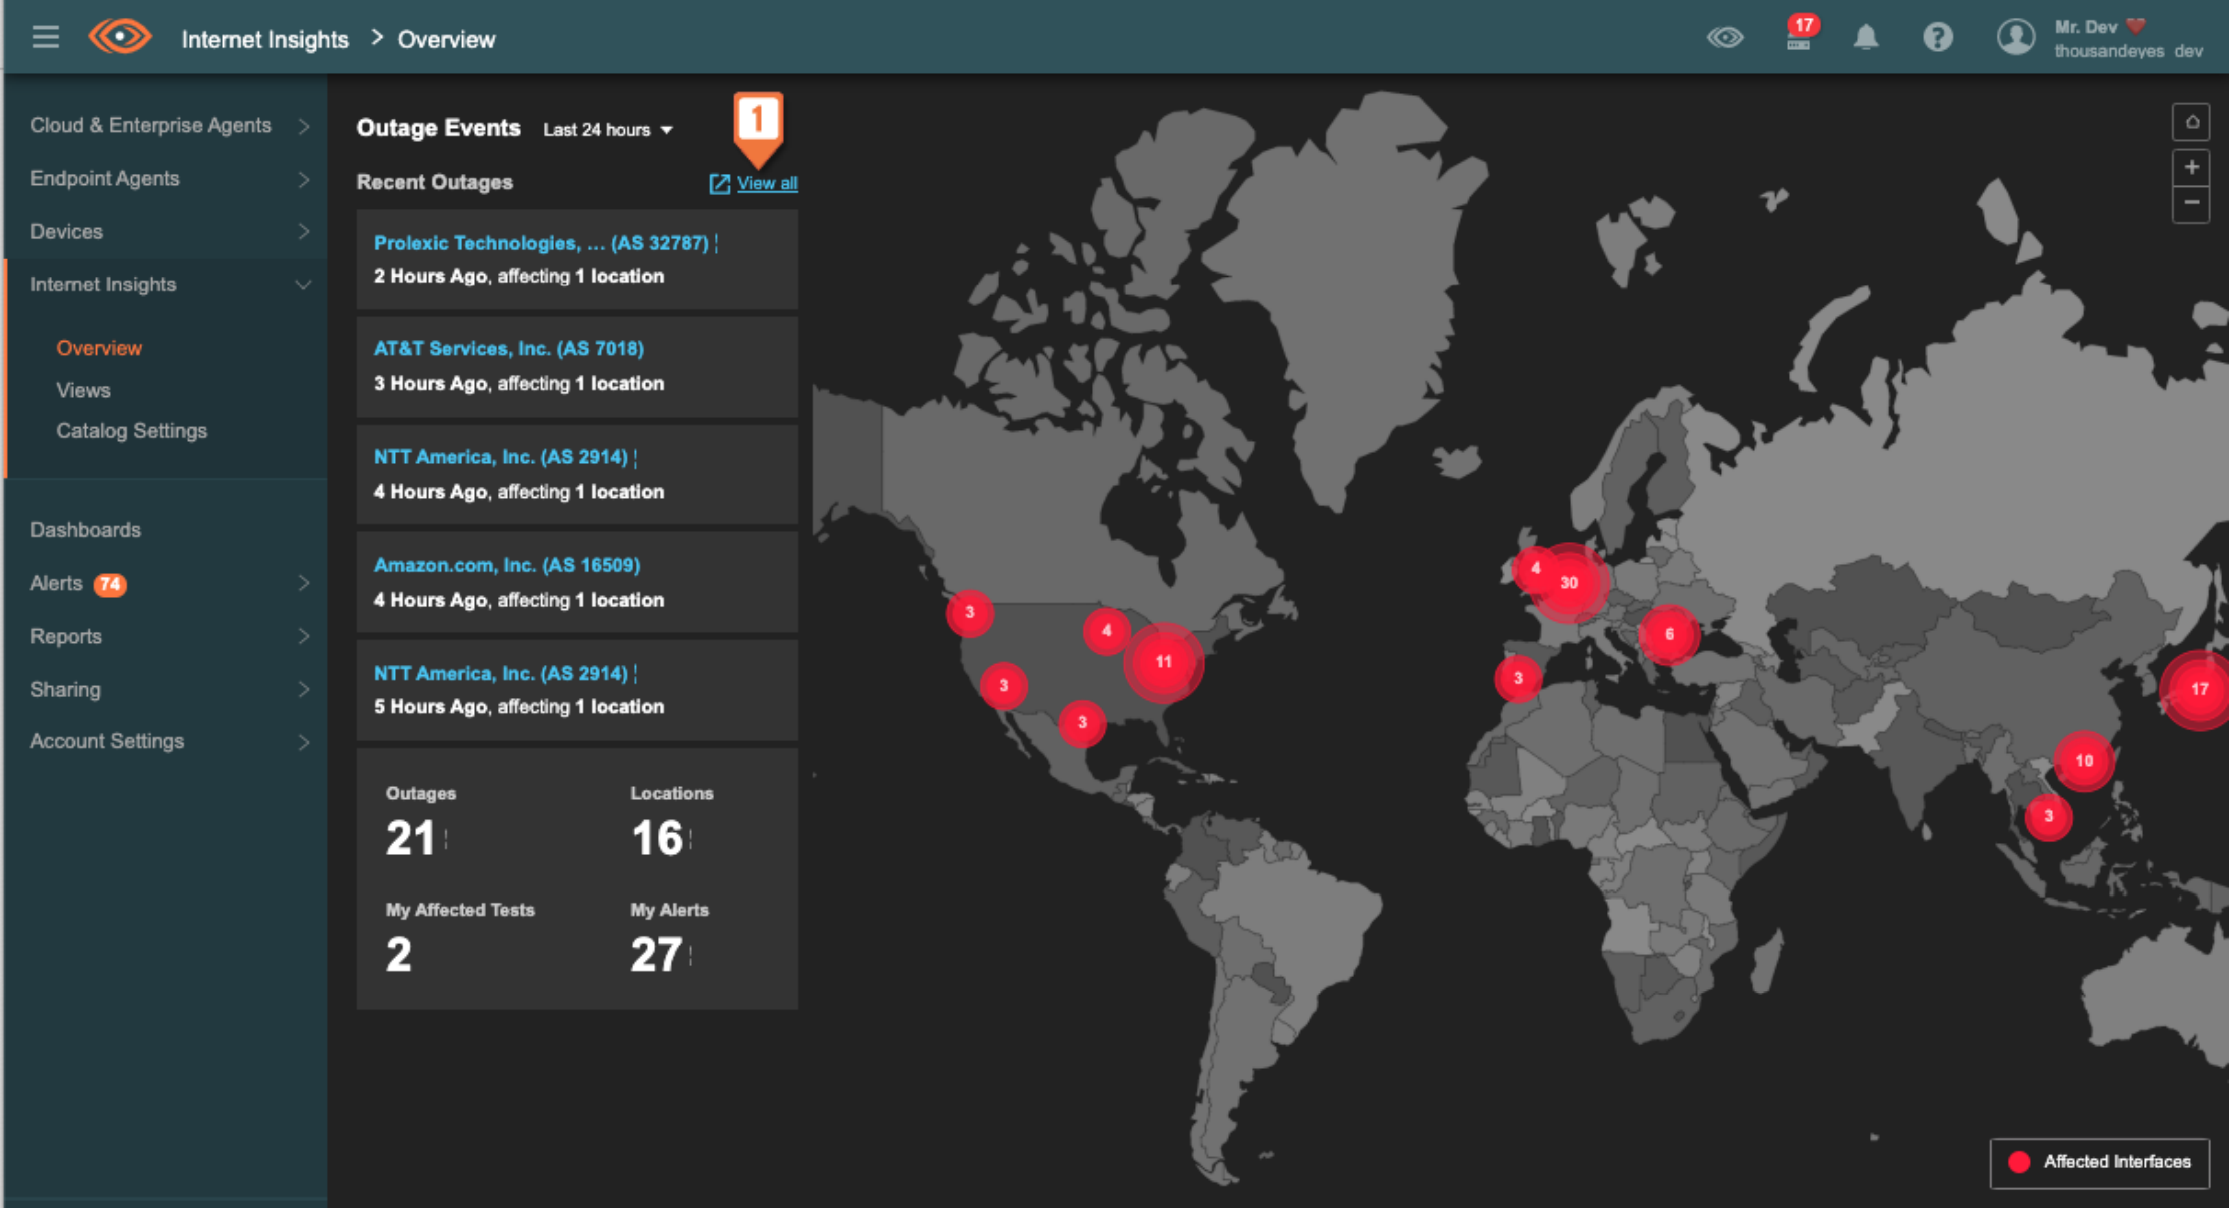 Internet Insights > Overview
17
Mr. Dev
thousandeyes dev
Cloud & Enterprise Agents
Endpoint Agents
Devices
Internet Insights
Overview
Views
Catalog Settings
Dashboards
Alerts 74
Reports
Sharing
Account Settings
Outage Events Last 24 hours
1
Recent Outages View all
Prolexic Technologies, ... (AS 32787)
2 Hours Ago, affecting 1 location
AT&T Services, Inc. (AS 7018)
3 Hours Ago, affecting 1 location
NTT America, Inc. (AS 2914)
4 Hours Ago, affecting 1 location
Amazon.com, Inc. (AS 16509)
4 Hours Ago, affecting 1 location
NTT America, Inc. (AS 2914)
5 Hours Ago, affecting 1 location
Outages Locations
21 16
My Affected Tests My Alerts
2 27
+
−
4 30
3 4 11
6
3 3
3
3
17
10
3
Affected Interfaces